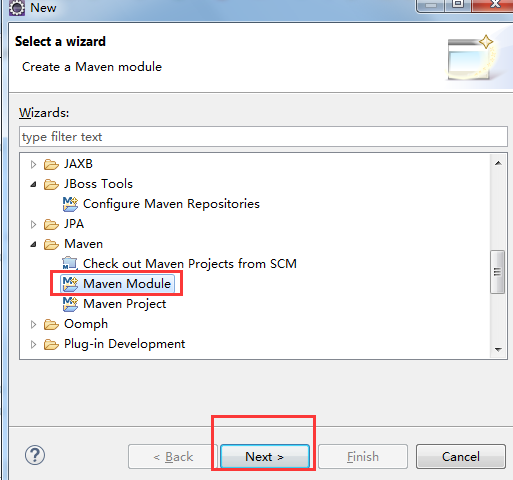 New
Select a wizard
Create a Maven module
Wizards:
type filter text
JAXB
JBoss Tools
Configure Maven Repositories
JPA
Maven
Check out Maven Projects from SCM
Maven Module
Maven Project
Oomph
Plug-in Development
?
< Back
Next >
Finish
Cancel